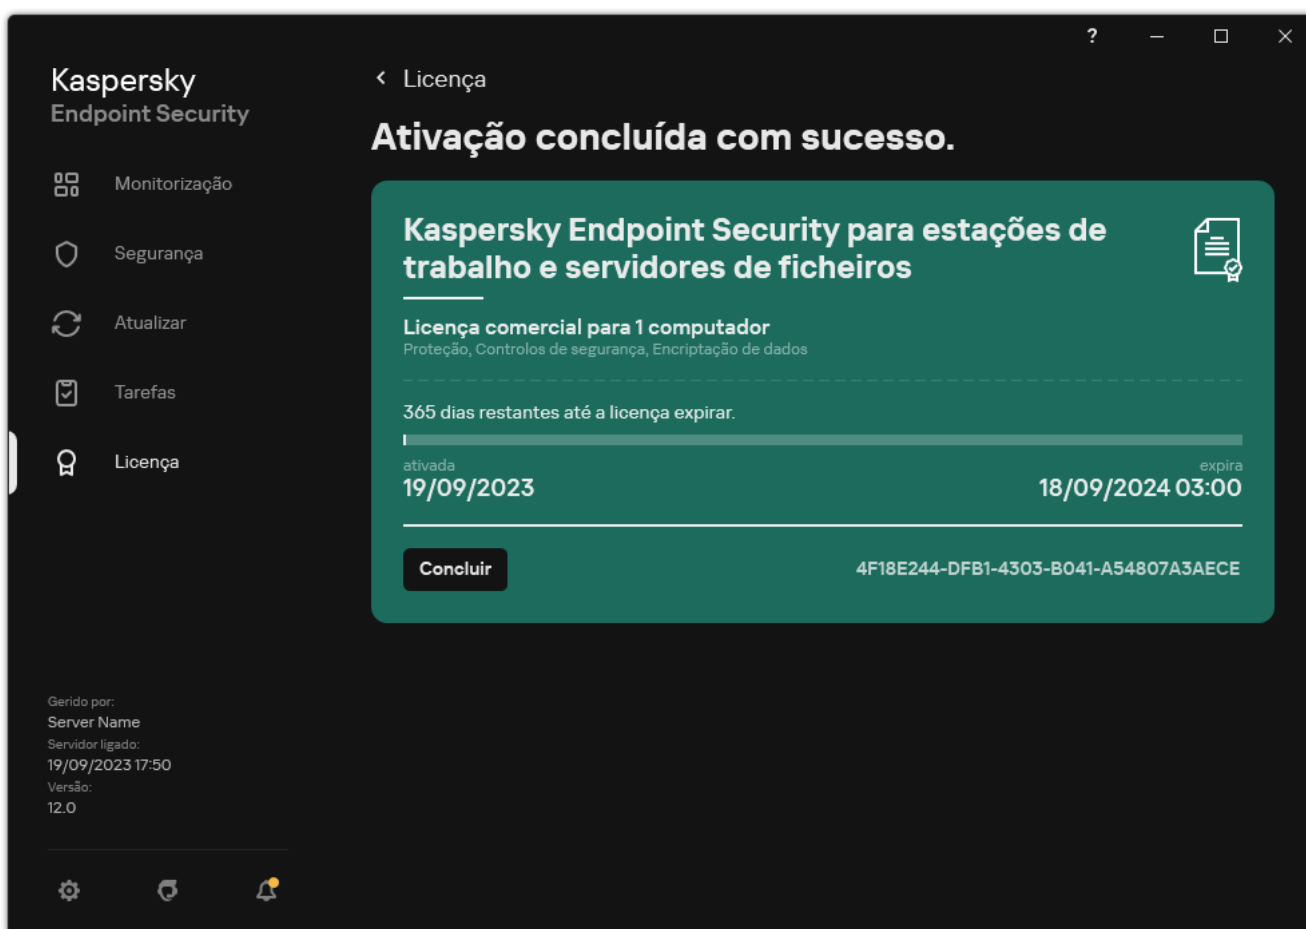 ?
Kaspersky
Endpoint Security
Monitorização
Segurança
Atualizar
Tarefas
Licença
Gerido por:
Server Name
Servidor ligado:
19/09/2023 17:50
Versão:
12.0
Licença
Ativação concluída com sucesso.
Kaspersky Endpoint Security para estações de
trabalho e servidores de ficheiros
Licença comercial para 1 computador
Proteção, Controlos de segurança, Encriptação de dados
365 dias restantes até a licença expirar.
ativada expira
19/09/2023 18/09/2024 03:00
Concluir 4F18E244-DFB1-4303-B041-A54807A3AECE